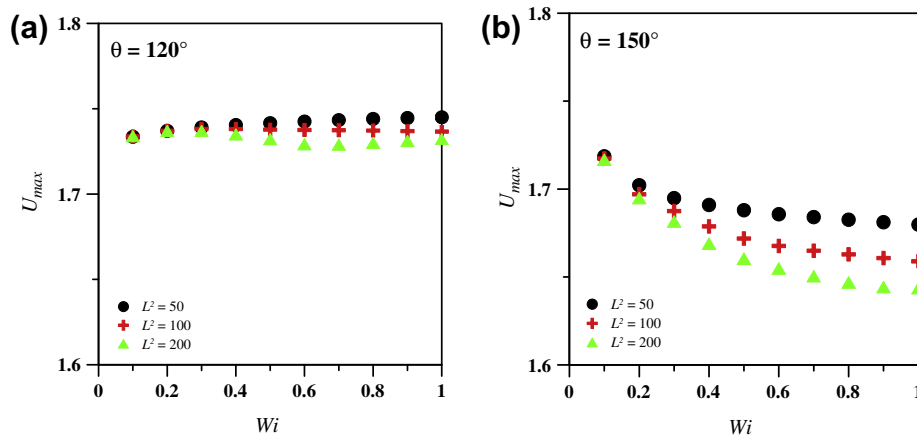 (a)
θ = 120°
1.8
1.7
1.6
U_max
0 0.2 0.4 0.6 0.8 1
Wi
L² = 50
L² = 100
L² = 200
(b)
θ = 150°
1.8
1.7
1.6
U_max
0 0.2 0.4 0.6 0.8 1
Wi
L² = 50
L² = 100
L² = 200